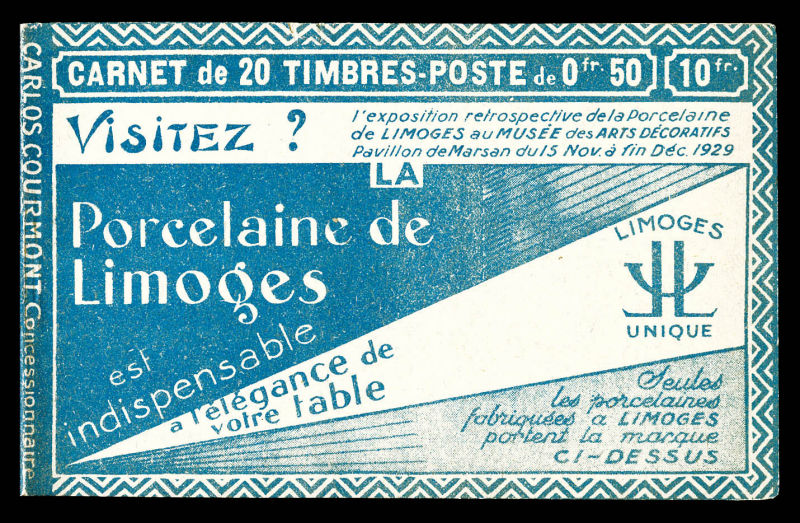 CARLOS COURMONT. Concessionnaire
CARNET de 20 TIMBRES-POSTE de 0fr. 50 10fr.
VISITEZ ?
l'exposition retrospective de la Porcelaine
de LIMOGES au MUSÉE des ARTS DÉCORATIFS
Pavillon de Marsan du 15 Nov. à fin Déc. 1929
LA
Porcelaine de
Limoges
est
indispensable
a l'élégance de
votre table
LIMOGES
UNIQUE
Seules
les porcelaines
fabriquées a LIMOGES
portent la marque
CI-DESSUS